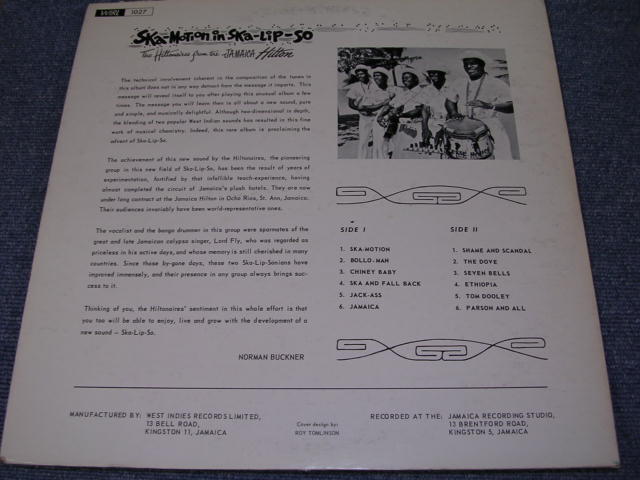 WIRL 1027
Ska-Motion in Ska-Lip-So
The Hiltonaires from the JAMAICA Hilton
The technical involvement inherent in the composition of the tunes in
this album does not in any way detract from the message it imparts. This
message will reveal itself to you after playing this unusual album a few
times. The message you will learn then is all about a new sound, pure
and simple, and musically delightful. Although two-dimensional in depth,
the blending of two popular West Indian sounds has resulted in this fine
work of musical chemistry. Indeed, this rare album is proclaiming the
advent of Ska-Lip-So.
The achievement of this new sound by the Hiltonaires, the pioneering
group in this new field of Ska-Lip-So, has been the result of years of
experimentation, fortified by that infallible teach-experience, having
almost completed the circuit of Jamaica's plush hotels. They are now
under long contract at the Jamaica Hilton in Ocho Rios, St. Ann, Jamaica.
Their audiences invariably have been world-representative ones.
The vocalist and the bongo drummer in this group were sparmates of the
great and late Jamaican calypso singer, Lord Fly, who was regarded as
priceless in his active days, and whose memory is still cherished in many
countries. Since those by-gone days, these two Ska-Lip-Sonians have
improved immensely, and their presence in any group always brings suc-
cess to it.
Thinking of you, the Hiltonaires' sentiment in this whole effort is that
you too will be able to enjoy, live and grow with the development of a
new sound — Ska-Lip-So.
NORMAN BUCKNER
SIDE I
1. SKA-MOTION
2. BOLLO-MAN
3. CHINEY BABY
4. SKA AND FALL BACK
5. JACK-ASS
6. JAMAICA
SIDE II
1. SHAME AND SCANDAL
2. THE DOVE
3. SEVEN BELLS
4. ETHIOPIA
5. TOM DOOLEY
6. PARSON AND ALL
MANUFACTURED BY: WEST INDIES RECORDS LIMITED,
13 BELL ROAD,
KINGSTON 11, JAMAICA
Cover design by:
ROY TOMLINSON
RECORDED AT THE: JAMAICA RECORDING STUDIO,
13 BRENTFORD ROAD,
KINGSTON 5, JAMAICA